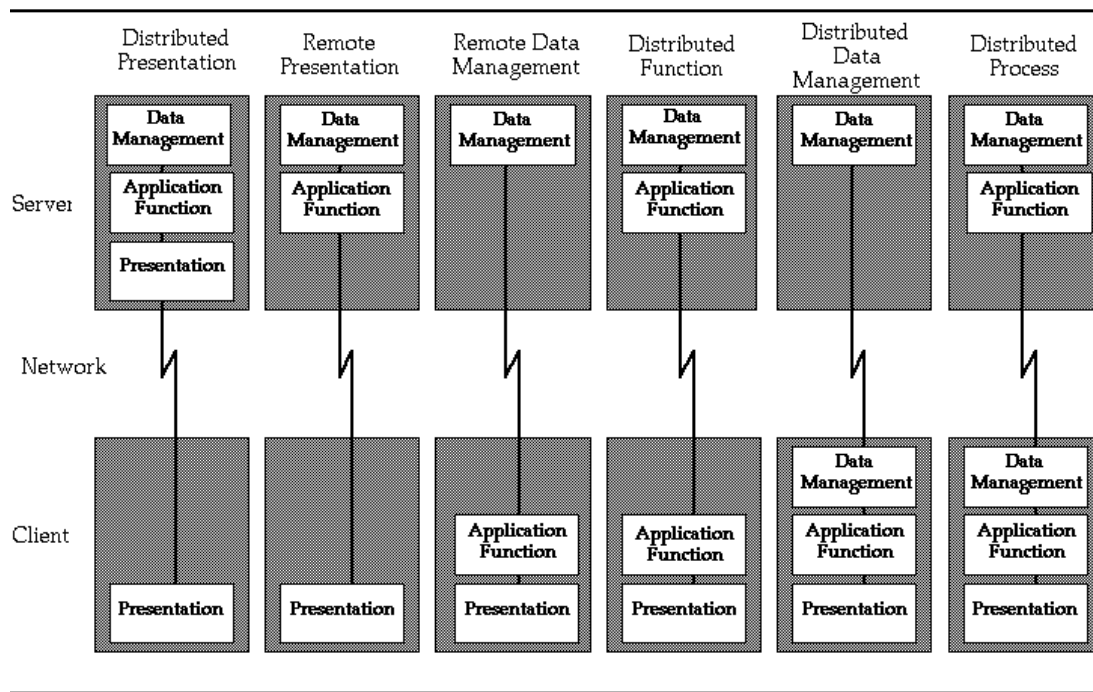 Distributed
Presentation
Remote
Presentation
Remote Data
Management
Distributed
Function
Distributed
Data
Management
Distributed
Process
Server
Data
Management
Application
Function
Presentation
Data
Management
Application
Function
Data
Management
Data
Management
Application
Function
Data
Management
Data
Management
Application
Function
Network
Client
Presentation
Presentation
Application
Function
Presentation
Application
Function
Presentation
Data
Management
Application
Function
Presentation
Data
Management
Application
Function
Presentation